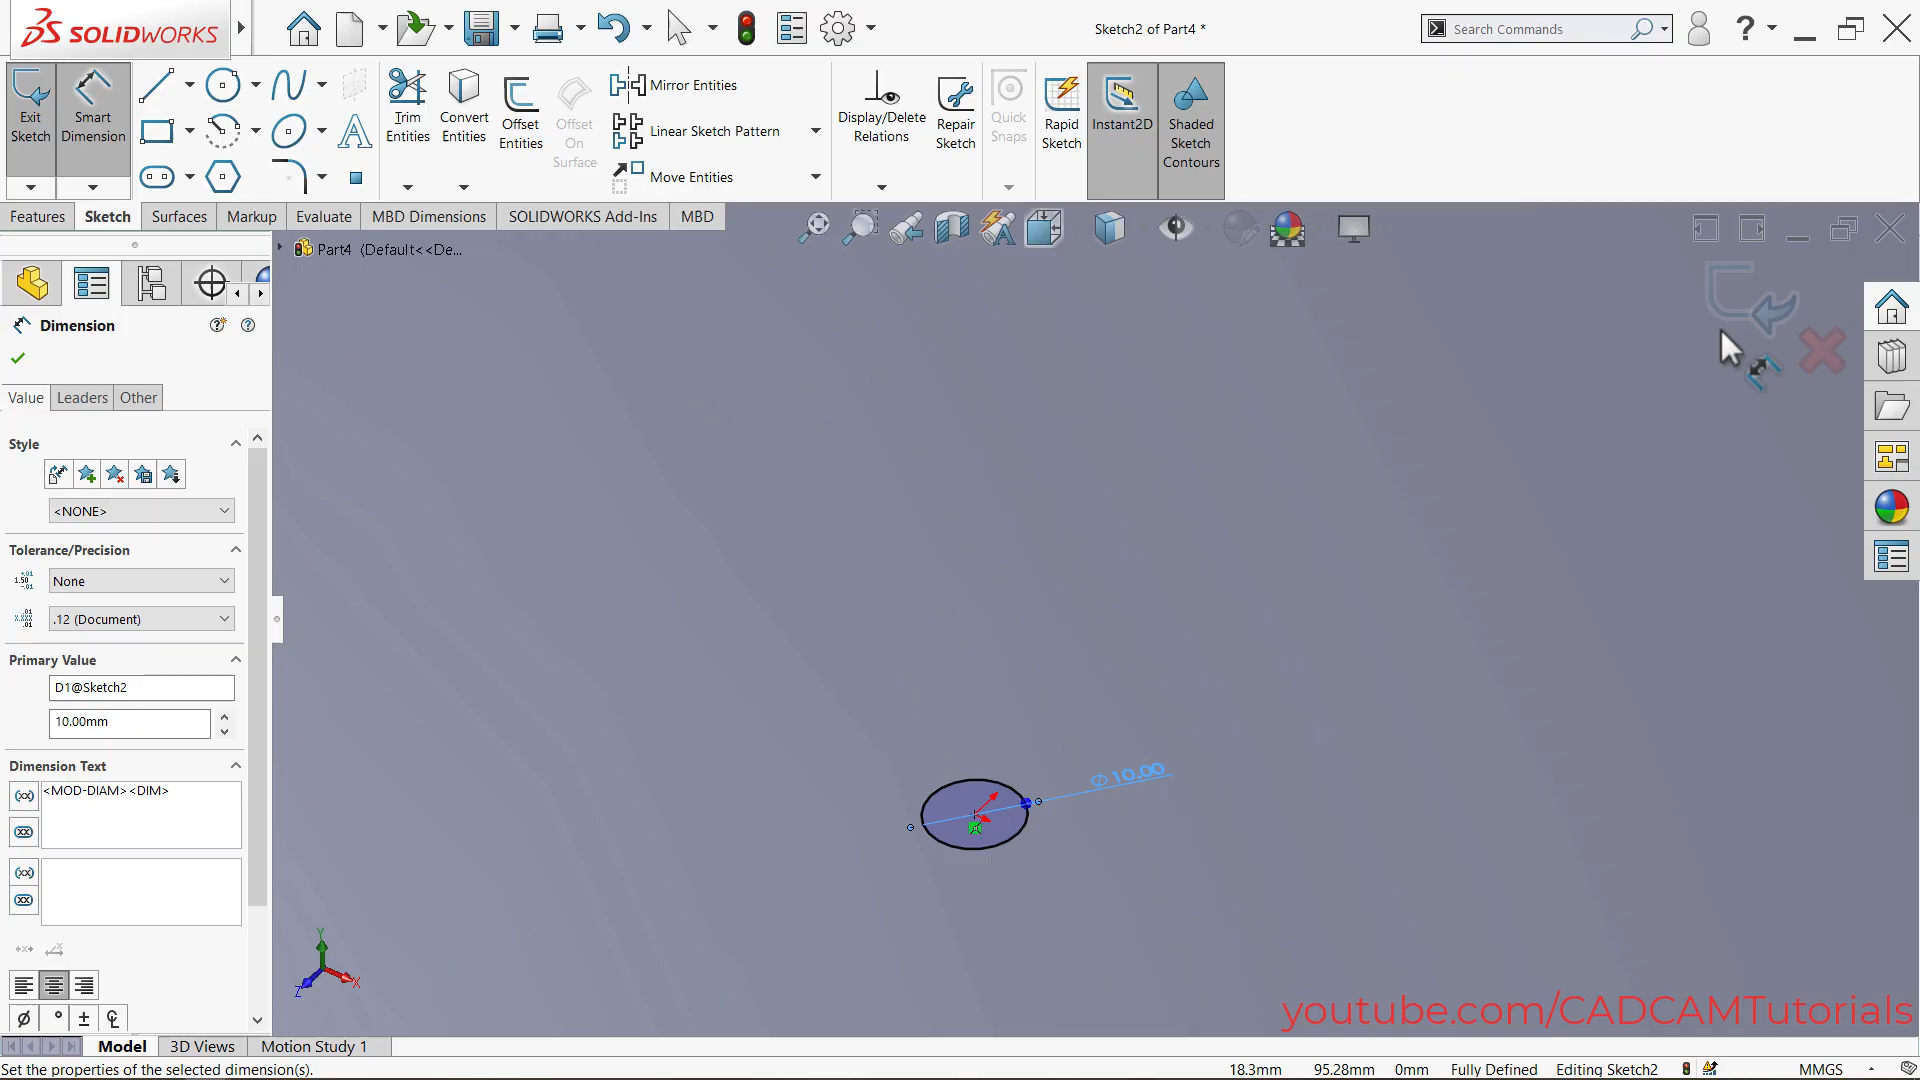 SOLIDWORKS
Sketch2 of Part4 *
Search Commands
Exit Sketch
Smart Dimension
Trim Entities
Convert Entities
Offset Entities
Offset On Surface
Mirror Entities
Linear Sketch Pattern
Move Entities
Display/Delete Relations
Repair Sketch
Quick Snaps
Rapid Sketch
Instant2D
Shaded Sketch Contours
Features
Sketch
Surfaces
Markup
Evaluate
MBD Dimensions
SOLIDWORKS Add-Ins
MBD
Part4 (Default<<De...
Dimension
Value
Leaders
Other
Style
<NONE>
Tolerance/Precision
None
.12 (Document)
Primary Value
D1@Sketch2
10.00mm
Dimension Text
<MOD-DIAM><DIM>
∅10.00
Y
X
Z
youtube.com/CADCAMTutorials
Model
3D Views
Motion Study 1
Set the properties of the selected dimension(s).
18.3mm
95.28mm
0mm
Fully Defined
Editing Sketch2
MMGS